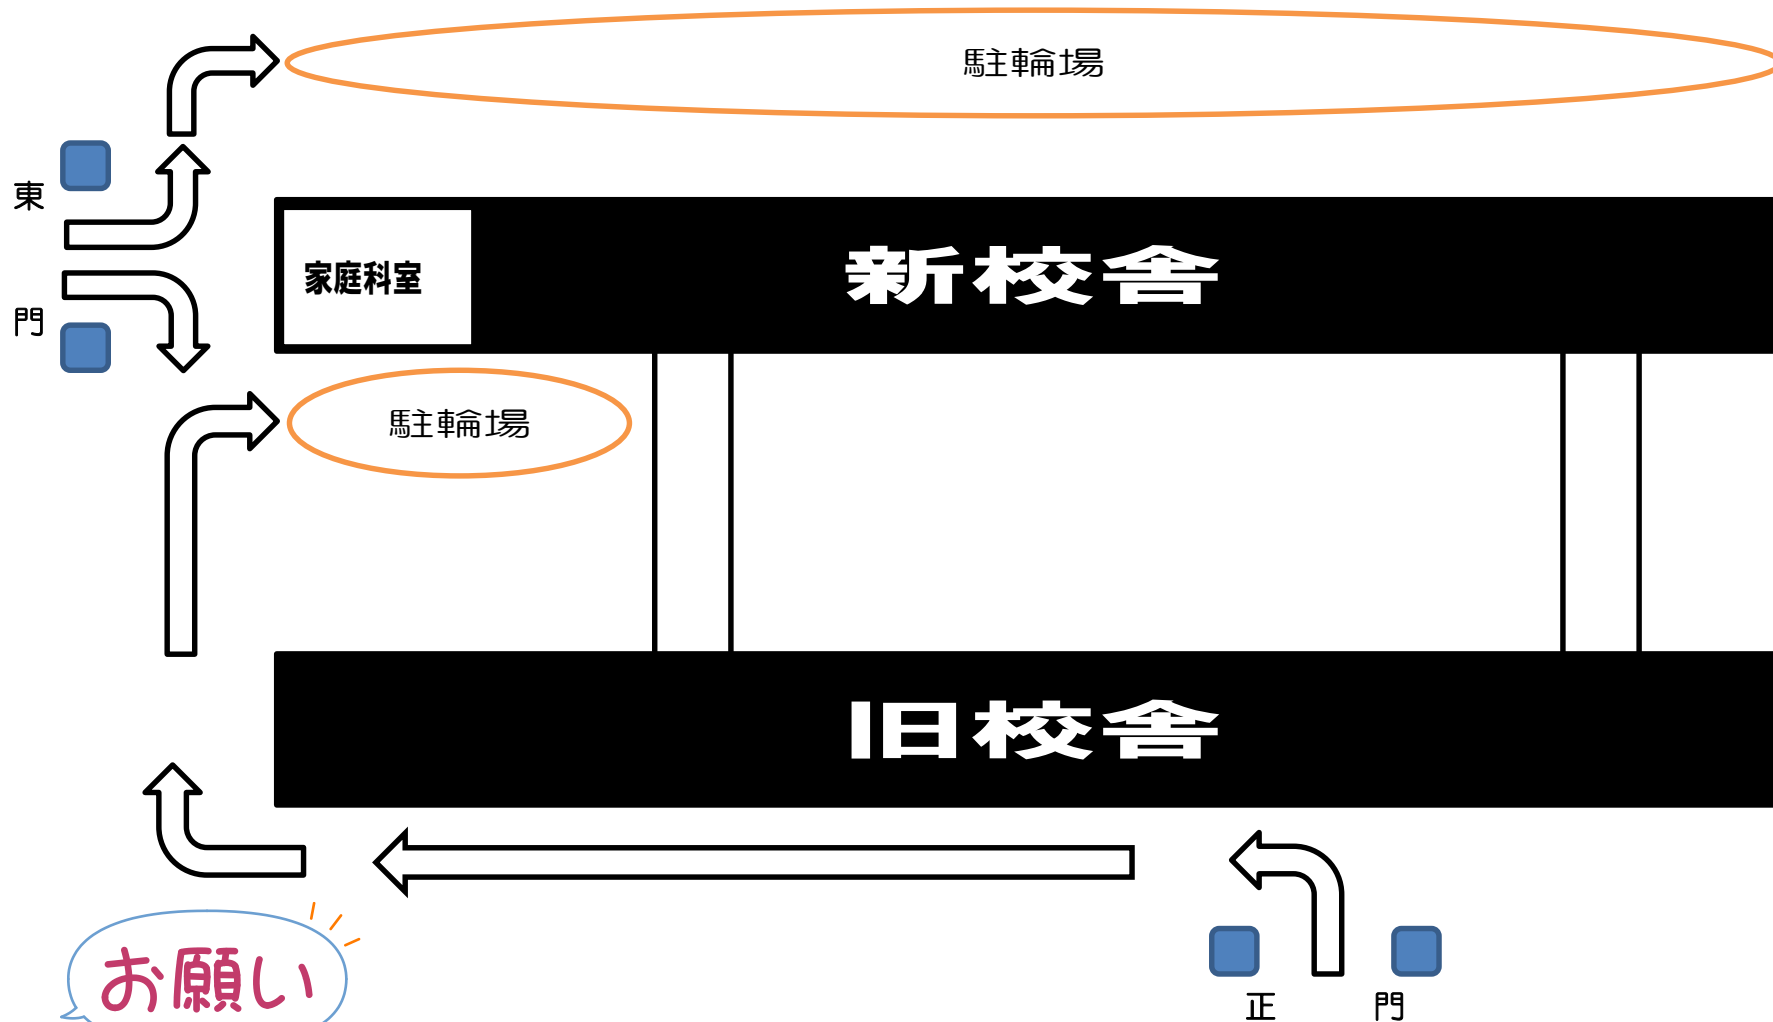 駐輪場
東門
家庭科室
新校舎
駐輪場
旧校舎
お願い
正門